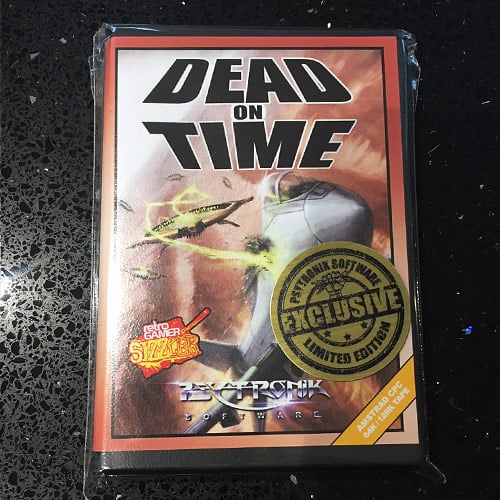 DEAD
ON
TIME
PSYTRONIK SOFTWARE
EXCLUSIVE
LIMITED EDITION
retro
GAMER
SIZZLER
PSYTRONIK
SOFTWARE
AMSTRAD CPC
64K / 128K TAPE